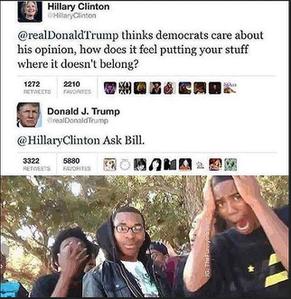 Hillary Clinton
@HillaryClinton
@realDonaldTrump thinks democrats care about
his opinion, how does it feel putting your stuff
where it doesn't belong?
1272 2210
RETWEETS FAVORITES
Donald J. Trump
@realDonaldTrump
@HillaryClinton Ask Bill.
3322 5880
RETWEETS FAVORITES